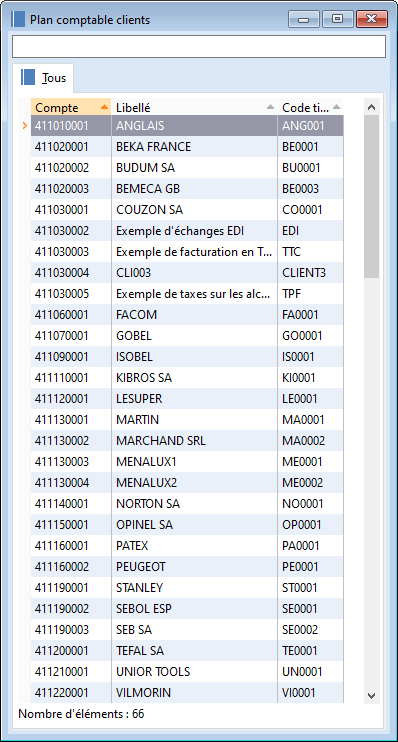 Plan comptable clients
Tous
Compte Libellé Code ti...
411010001 ANGLAIS ANG001
411020001 BEKA FRANCE BE0001
411020002 BUDUM SA BU0001
411020003 BEMECA GB BE0003
411030001 COUZON SA CO0001
411030002 Exemple d'échanges EDI EDI
411030003 Exemple de facturation en T... TTC
411030004 CLI003 CLIENT3
411030005 Exemple de taxes sur les alc... TPF
411060001 FACOM FA0001
411070001 GOBEL GO0001
411090001 ISOBEL IS0001
411110001 KIBROS SA KI0001
411120001 LESUPER LE0001
411130001 MARTIN MA0001
411130002 MARCHAND SRL MA0002
411130003 MENALUX1 ME0001
411130004 MENALUX2 ME0002
411140001 NORTON SA NO0001
411150001 OPINEL SA OP0001
411160001 PATEX PA0001
411160002 PEUGEOT PE0001
411190001 STANLEY ST0001
411190002 SEBOL ESP SE0001
411190003 SEB SA SE0002
411200001 TEFAL SA TE0001
411210001 UNIOR TOOLS UN0001
411220001 VILMORIN VI0001
Nombre d'éléments : 66